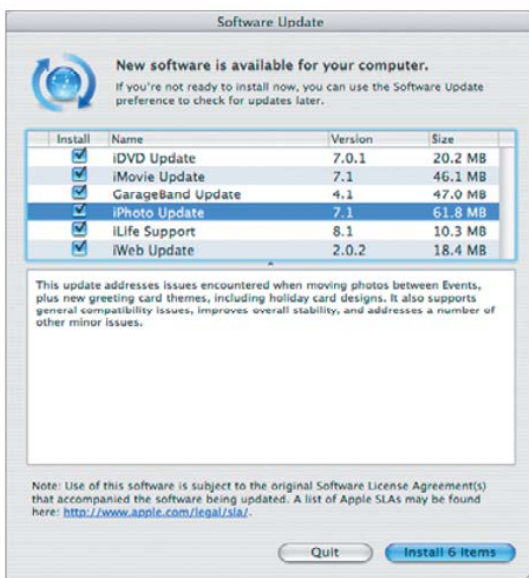 Software Update
New software is available for your computer.
If you're not ready to install now, you can use the Software Update
preference to check for updates later.
Install Name Version Size
iDVD Update 7.0.1 20.2 MB
iMovie Update 7.1 46.1 MB
GarageBand Update 4.1 47.0 MB
iPhoto Update 7.1 61.8 MB
iLife Support 8.1 10.3 MB
iWeb Update 2.0.2 18.4 MB
This update addresses issues encountered when moving photos between Events,
plus new greeting card themes, including holiday card designs. It also supports
general compatibility issues, improves overall stability, and addresses a number of
other minor issues.
Note: Use of this software is subject to the original Software License Agreement(s)
that accompanied the software being updated. A list of Apple SLAs may be found
here: http://www.apple.com/legal/sla/.
Quit Install 6 Items